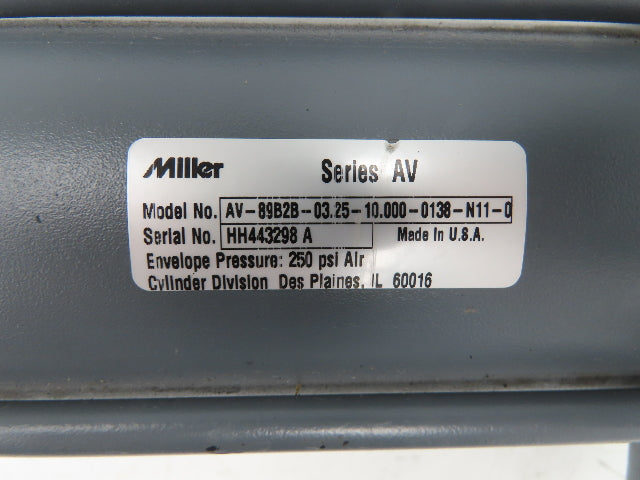 Miller Series AV
Model No. AV-89B2B-03.25-10.000-0138-N11-0
Serial No. HH443298 A Made In U.S.A.
Envelope Pressure: 250 psi Air
Cylinder Division Des Plaines, IL 60016